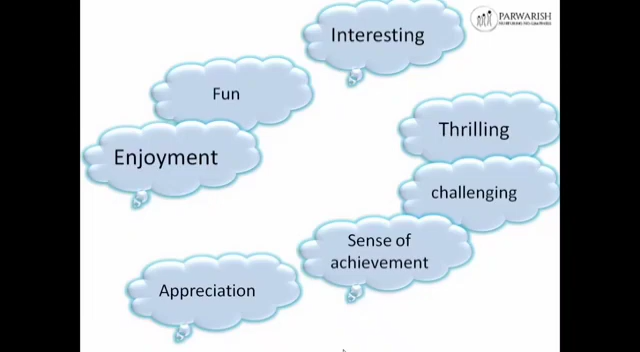 Interesting
PARWARISH
Fun
Thrilling
Enjoyment
challenging
Sense of
achievement
Appreciation